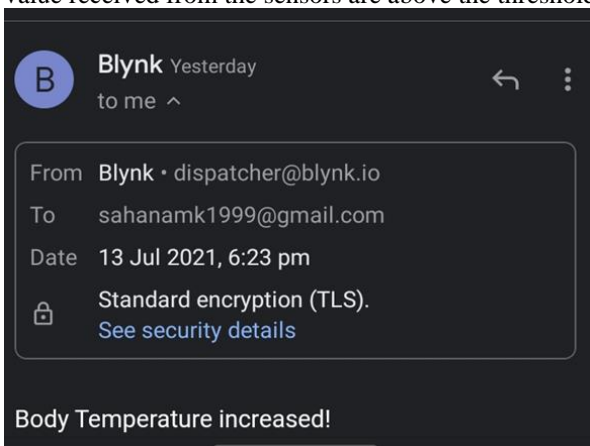 value received from the sensors are above the threshold
B
Blynk Yesterday
to me
From Blynk • dispatcher@blynk.io
To sahanamk1999@gmail.com
Date 13 Jul 2021, 6:23 pm
Standard encryption (TLS).
See security details
Body Temperature increased!